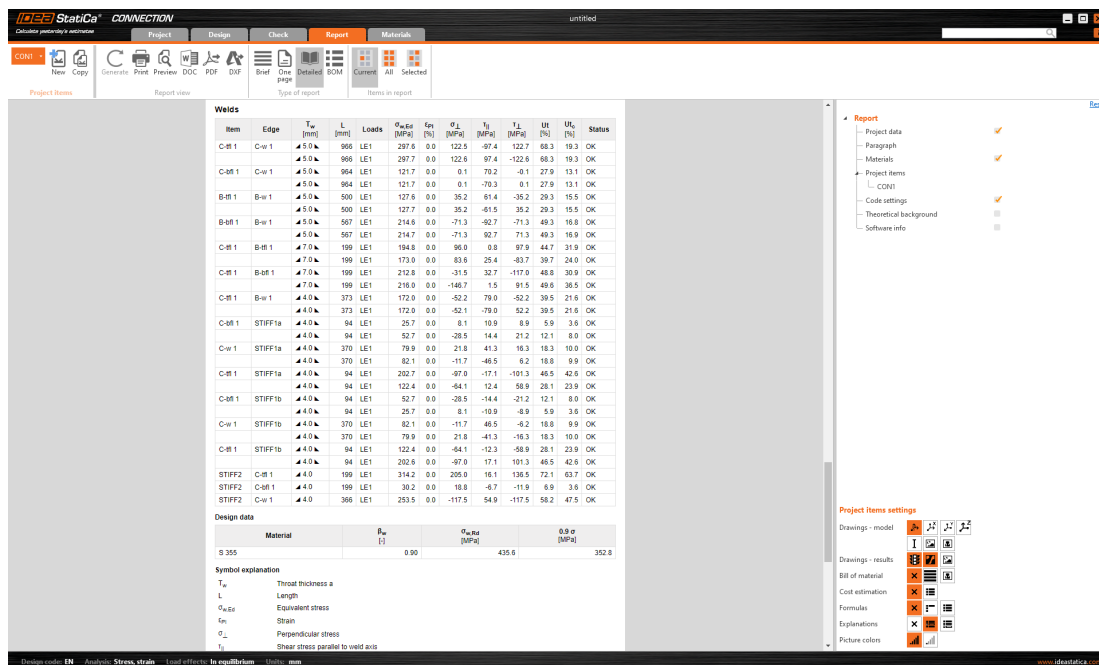 IDEA StatiCa® CONNECTION
Calculate yesterday's estimates
untitled
Project Design Check Report Materials
CON1
New Copy
Generate Print Preview DOC PDF DXF
Brief One page Detailed BOM
Current All Selected
Project items Report view Type of report Items in report
Welds
Item Edge Tw [mm] L [mm] Loads σw,Ed [MPa] εPl [%] σ⊥ [MPa] τ|| [MPa] τ⊥ [MPa] Ut [%] Utc [%] Status
C-tfl 1 C-w 1 ◢ 5.0 ◣ 966 LE1 297.6 0.0 122.5 -97.4 122.7 68.3 19.3 OK
◢ 5.0 ◣ 966 LE1 297.7 0.0 122.6 97.4 -122.6 68.3 19.3 OK
C-bfl 1 C-w 1 ◢ 5.0 ◣ 964 LE1 121.7 0.0 0.1 70.2 -0.1 27.9 13.1 OK
◢ 5.0 ◣ 964 LE1 121.7 0.0 0.1 -70.3 0.1 27.9 13.1 OK
B-tfl 1 B-w 1 ◢ 5.0 ◣ 500 LE1 127.6 0.0 35.2 61.4 -35.2 29.3 15.5 OK
◢ 5.0 ◣ 500 LE1 127.7 0.0 35.2 -61.5 35.2 29.3 15.5 OK
B-bfl 1 B-w 1 ◢ 5.0 ◣ 567 LE1 214.6 0.0 -71.3 -92.7 -71.3 49.3 16.8 OK
◢ 5.0 ◣ 567 LE1 214.7 0.0 -71.3 92.7 71.3 49.3 16.9 OK
C-tfl 1 B-tfl 1 ◢ 7.0 ◣ 199 LE1 194.8 0.0 96.0 0.8 97.9 44.7 31.9 OK
◢ 7.0 ◣ 199 LE1 173.0 0.0 83.6 25.4 -83.7 39.7 24.0 OK
C-tfl 1 B-bfl 1 ◢ 7.0 ◣ 199 LE1 212.8 0.0 -31.5 32.7 -117.0 48.8 30.9 OK
◢ 7.0 ◣ 199 LE1 216.0 0.0 -146.7 1.5 91.5 49.6 36.5 OK
C-tfl 1 B-w 1 ◢ 4.0 ◣ 373 LE1 172.0 0.0 -52.2 79.0 -52.2 39.5 21.6 OK
◢ 4.0 ◣ 373 LE1 172.0 0.0 -52.1 -79.0 52.2 39.5 21.6 OK
C-bfl 1 STIFF1a ◢ 4.0 ◣ 94 LE1 25.7 0.0 8.1 10.9 8.9 5.9 3.6 OK
◢ 4.0 ◣ 94 LE1 52.7 0.0 -28.5 14.4 21.2 12.1 8.0 OK
C-w 1 STIFF1a ◢ 4.0 ◣ 370 LE1 79.9 0.0 21.8 41.3 16.3 18.3 10.0 OK
◢ 4.0 ◣ 370 LE1 82.1 0.0 -11.7 -46.5 6.2 18.8 9.9 OK
C-tfl 1 STIFF1a ◢ 4.0 ◣ 94 LE1 202.7 0.0 -97.0 -17.1 -101.3 46.5 42.6 OK
◢ 4.0 ◣ 94 LE1 122.4 0.0 -64.1 12.4 58.9 28.1 23.9 OK
C-bfl 1 STIFF1b ◢ 4.0 ◣ 94 LE1 52.7 0.0 -28.5 -14.4 -21.2 12.1 8.0 OK
◢ 4.0 ◣ 94 LE1 25.7 0.0 8.1 -10.9 -8.9 5.9 3.6 OK
C-w 1 STIFF1b ◢ 4.0 ◣ 370 LE1 82.1 0.0 -11.7 46.5 -6.2 18.8 9.9 OK
◢ 4.0 ◣ 370 LE1 79.9 0.0 21.8 -41.3 -16.3 18.3 10.0 OK
C-tfl 1 STIFF1b ◢ 4.0 ◣ 94 LE1 122.4 0.0 -64.1 -12.3 -58.9 28.1 23.9 OK
◢ 4.0 ◣ 94 LE1 202.6 0.0 -97.0 17.1 101.3 46.5 42.6 OK
STIFF2 C-tfl 1 ◢ 4.0 199 LE1 314.2 0.0 205.0 16.1 136.5 72.1 63.7 OK
STIFF2 C-bfl 1 ◢ 4.0 199 LE1 30.2 0.0 18.8 -6.7 -11.9 6.9 3.6 OK
STIFF2 C-w 1 ◢ 4.0 366 LE1 253.5 0.0 -117.5 54.9 -117.5 58.2 47.5 OK
Design data
Material βw [-] σw,Rd [MPa] 0.9 σ [MPa]
S 355 0.90 435.6 352.8
Symbol explanation
Tw Throat thickness a
L Length
σw,Ed Equivalent stress
εPl Strain
σ⊥ Perpendicular stress
τ|| Shear stress parallel to weld axis
Report
Project data
Paragraph
Materials
Project items
CON1
Code settings
Theoretical background
Software info
Project items settings
Drawings - model
Drawings - results
Bill of material
Cost estimation
Formulas
Explanations
Picture colors
Design code: EN Analysis: Stress, strain Load effects: In equilibrium Units: mm
www.ideastatica.com